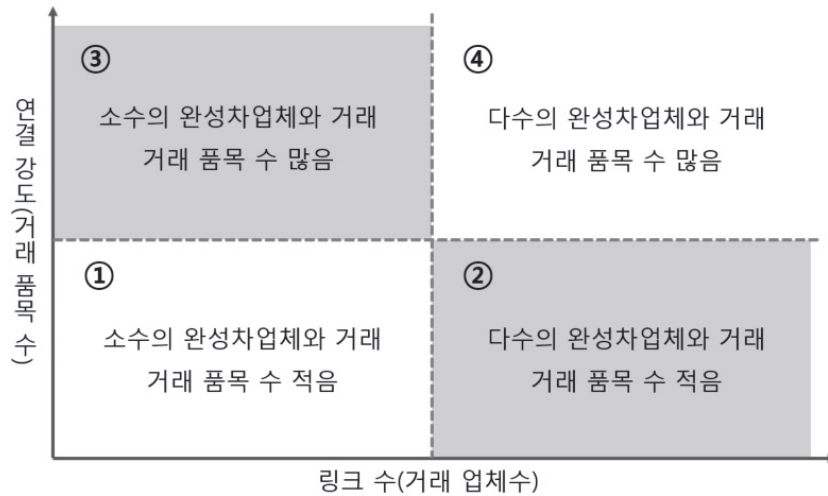 ③
소수의 완성차업체와 거래
거래 품목 수 많음
④
다수의 완성차업체와 거래
거래 품목 수 많음
연결 강도(거래 품목 수)
①
소수의 완성차업체와 거래
거래 품목 수 적음
②
다수의 완성차업체와 거래
거래 품목 수 적음
링크 수(거래 업체수)